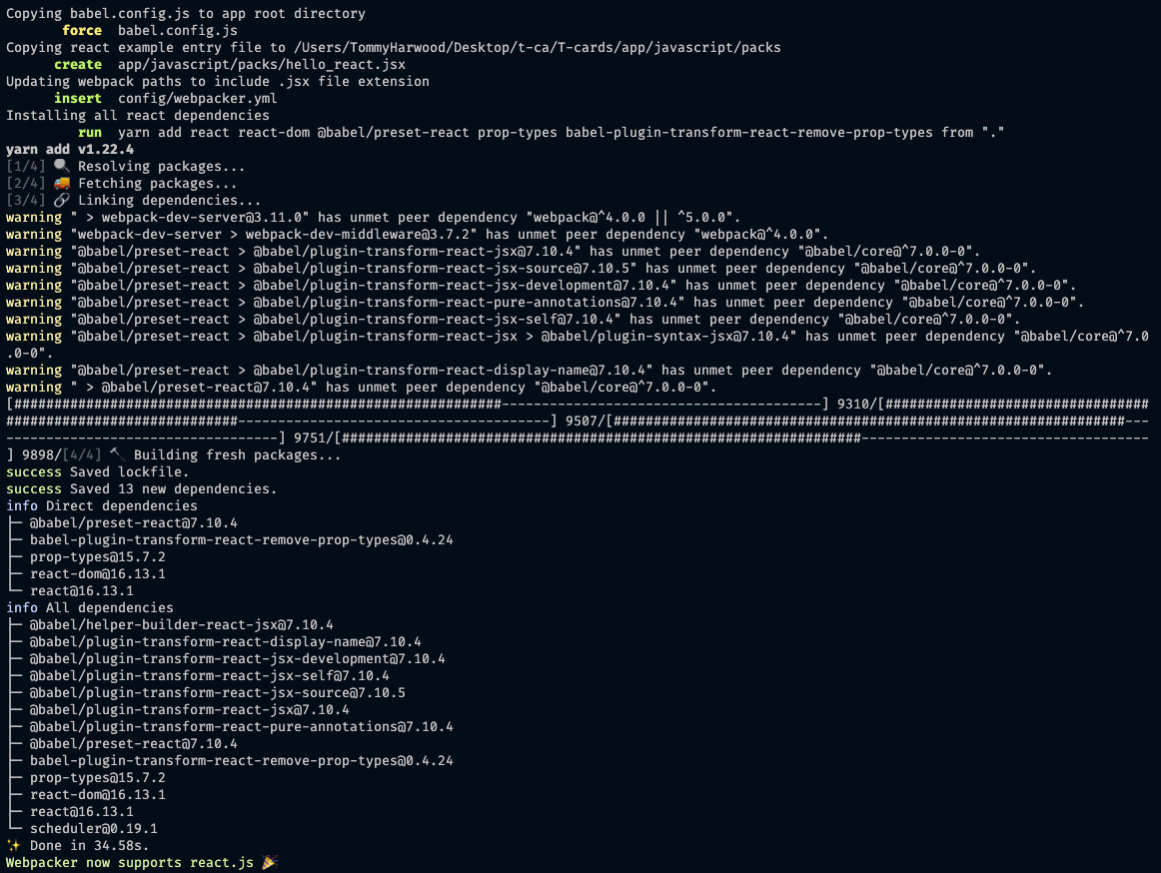 Copying babel.config.js to app root directory
force babel.config.js
Copying react example entry file to /Users/TommyHarwood/Desktop/t-ca/T-cards/app/javascript/packs
create app/javascript/packs/hello_react.jsx
Updating webpack paths to include .jsx file extension
insert config/webpacker.yml
Installing all react dependencies
run yarn add react react-dom @babel/preset-react prop-types babel-plugin-transform-react-remove-prop-types from "."
yarn add v1.22.4
[1/4] 🔍 Resolving packages...
[2/4] 🚚 Fetching packages...
[3/4] 🔗 Linking dependencies...
warning " > webpack-dev-server@3.11.0" has unmet peer dependency "webpack@^4.0.0 || ^5.0.0".
warning "webpack-dev-server > webpack-dev-middleware@3.7.2" has unmet peer dependency "webpack@^4.0.0".
warning "@babel/preset-react > @babel/plugin-transform-react-jsx@7.10.4" has unmet peer dependency "@babel/core@^7.0.0-0".
warning "@babel/preset-react > @babel/plugin-transform-react-jsx-source@7.10.5" has unmet peer dependency "@babel/core@^7.0.0-0".
warning "@babel/preset-react > @babel/plugin-transform-react-jsx-development@7.10.4" has unmet peer dependency "@babel/core@^7.0.0-0".
warning "@babel/preset-react > @babel/plugin-transform-react-pure-annotations@7.10.4" has unmet peer dependency "@babel/core@^7.0.0-0".
warning "@babel/preset-react > @babel/plugin-transform-react-jsx-self@7.10.4" has unmet peer dependency "@babel/core@^7.0.0-0".
warning "@babel/preset-react > @babel/plugin-transform-react-jsx > @babel/plugin-syntax-jsx@7.10.4" has unmet peer dependency "@babel/core@^7.0
.0-0".
warning "@babel/preset-react > @babel/plugin-transform-react-display-name@7.10.4" has unmet peer dependency "@babel/core@^7.0.0-0".
warning " > @babel/preset-react@7.10.4" has unmet peer dependency "@babel/core@^7.0.0-0".
[#############################################################----------------------------------------] 9310/[#################################
#############################---------------------------------------] 9507/[################################################################---
----------------------------------] 9751/[#################################################################------------------------------------
] 9898/[4/4] 🔨 Building fresh packages...
success Saved lockfile.
success Saved 13 new dependencies.
info Direct dependencies
├─ @babel/preset-react@7.10.4
├─ babel-plugin-transform-react-remove-prop-types@0.4.24
├─ prop-types@15.7.2
├─ react-dom@16.13.1
└─ react@16.13.1
info All dependencies
├─ @babel/helper-builder-react-jsx@7.10.4
├─ @babel/plugin-transform-react-display-name@7.10.4
├─ @babel/plugin-transform-react-jsx-development@7.10.4
├─ @babel/plugin-transform-react-jsx-self@7.10.4
├─ @babel/plugin-transform-react-jsx-source@7.10.5
├─ @babel/plugin-transform-react-jsx@7.10.4
├─ @babel/plugin-transform-react-pure-annotations@7.10.4
├─ @babel/preset-react@7.10.4
├─ babel-plugin-transform-react-remove-prop-types@0.4.24
├─ prop-types@15.7.2
├─ react-dom@16.13.1
├─ react@16.13.1
└─ scheduler@0.19.1
✨ Done in 34.58s.
Webpacker now supports react.js 🎉